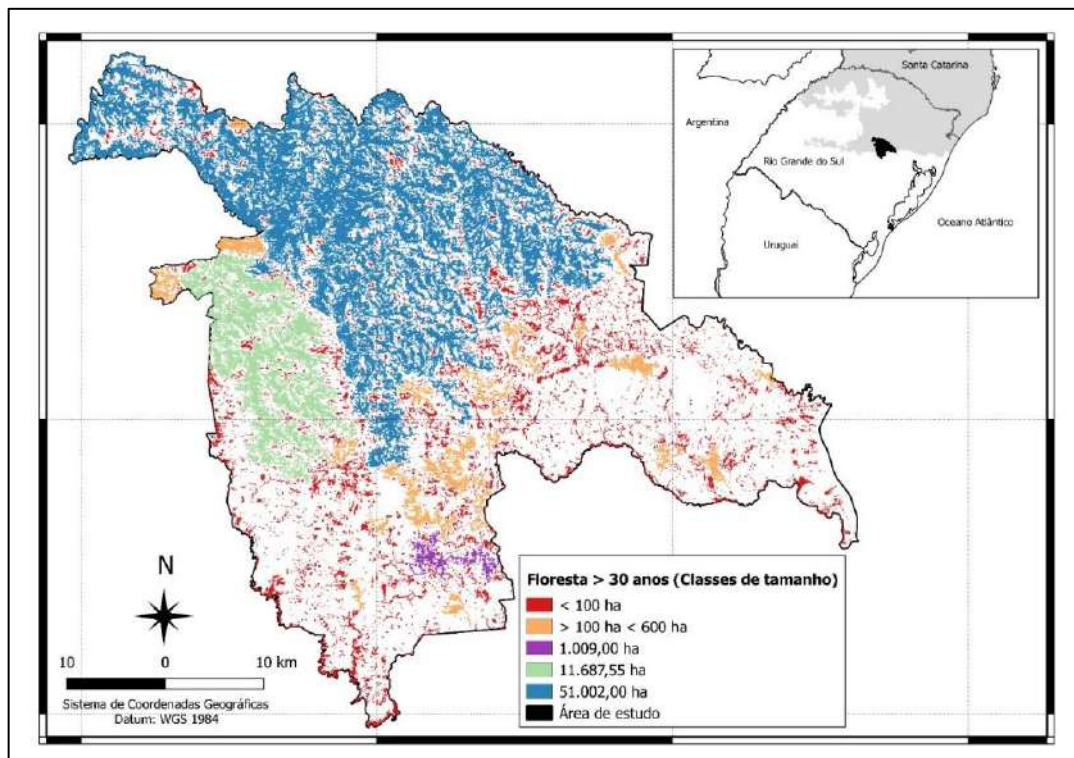 Santa Catarina
Argentina
Rio Grande do Sul
Oceano Atlântico
Uruguai
N
10 0 10 km
Sistema de Coordenadas Geográficas
Datum: WGS 1984
Floresta > 30 anos (Classes de tamanho)
< 100 ha
> 100 ha < 600 ha
1.009,00 ha
11.687,55 ha
51.002,00 ha
Área de estudo